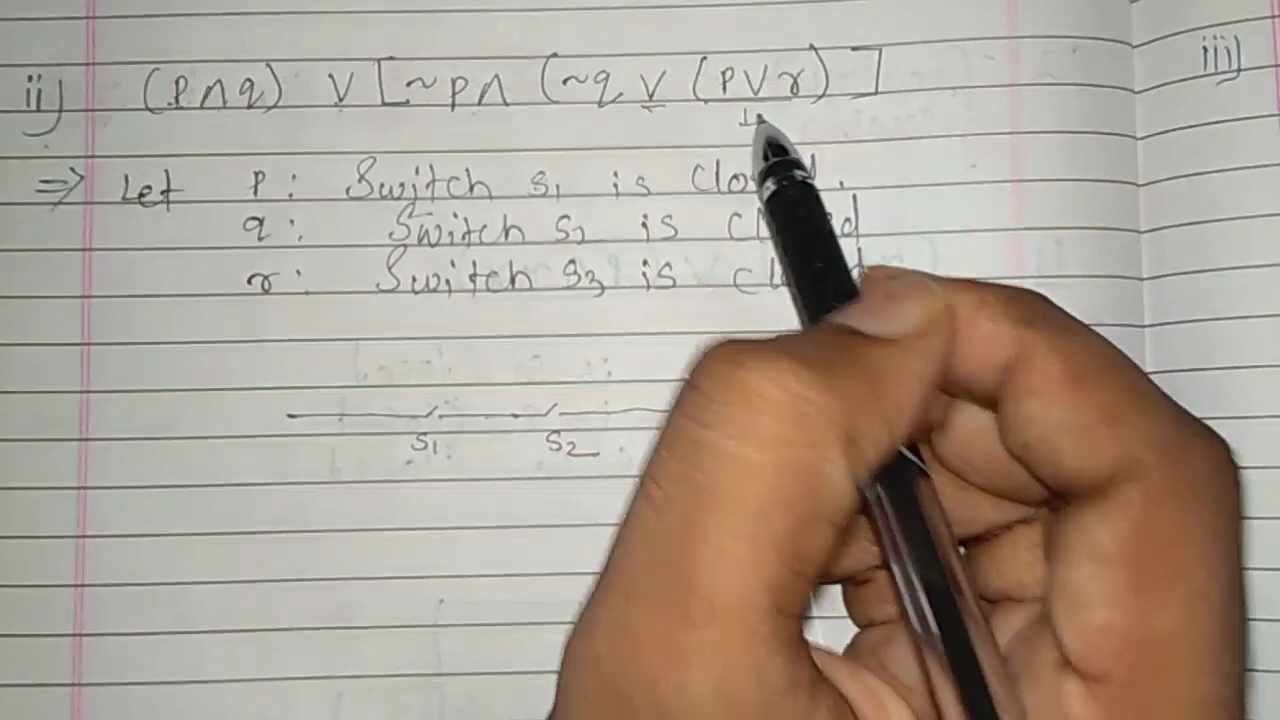 ii) (p∧q) ∨ [~p∧ (~q ∨ (p∨r) ]
iii)
⇒ Let p: Switch S1 is
q: Switch S2 is
r: Switch S3 is
S1. S2